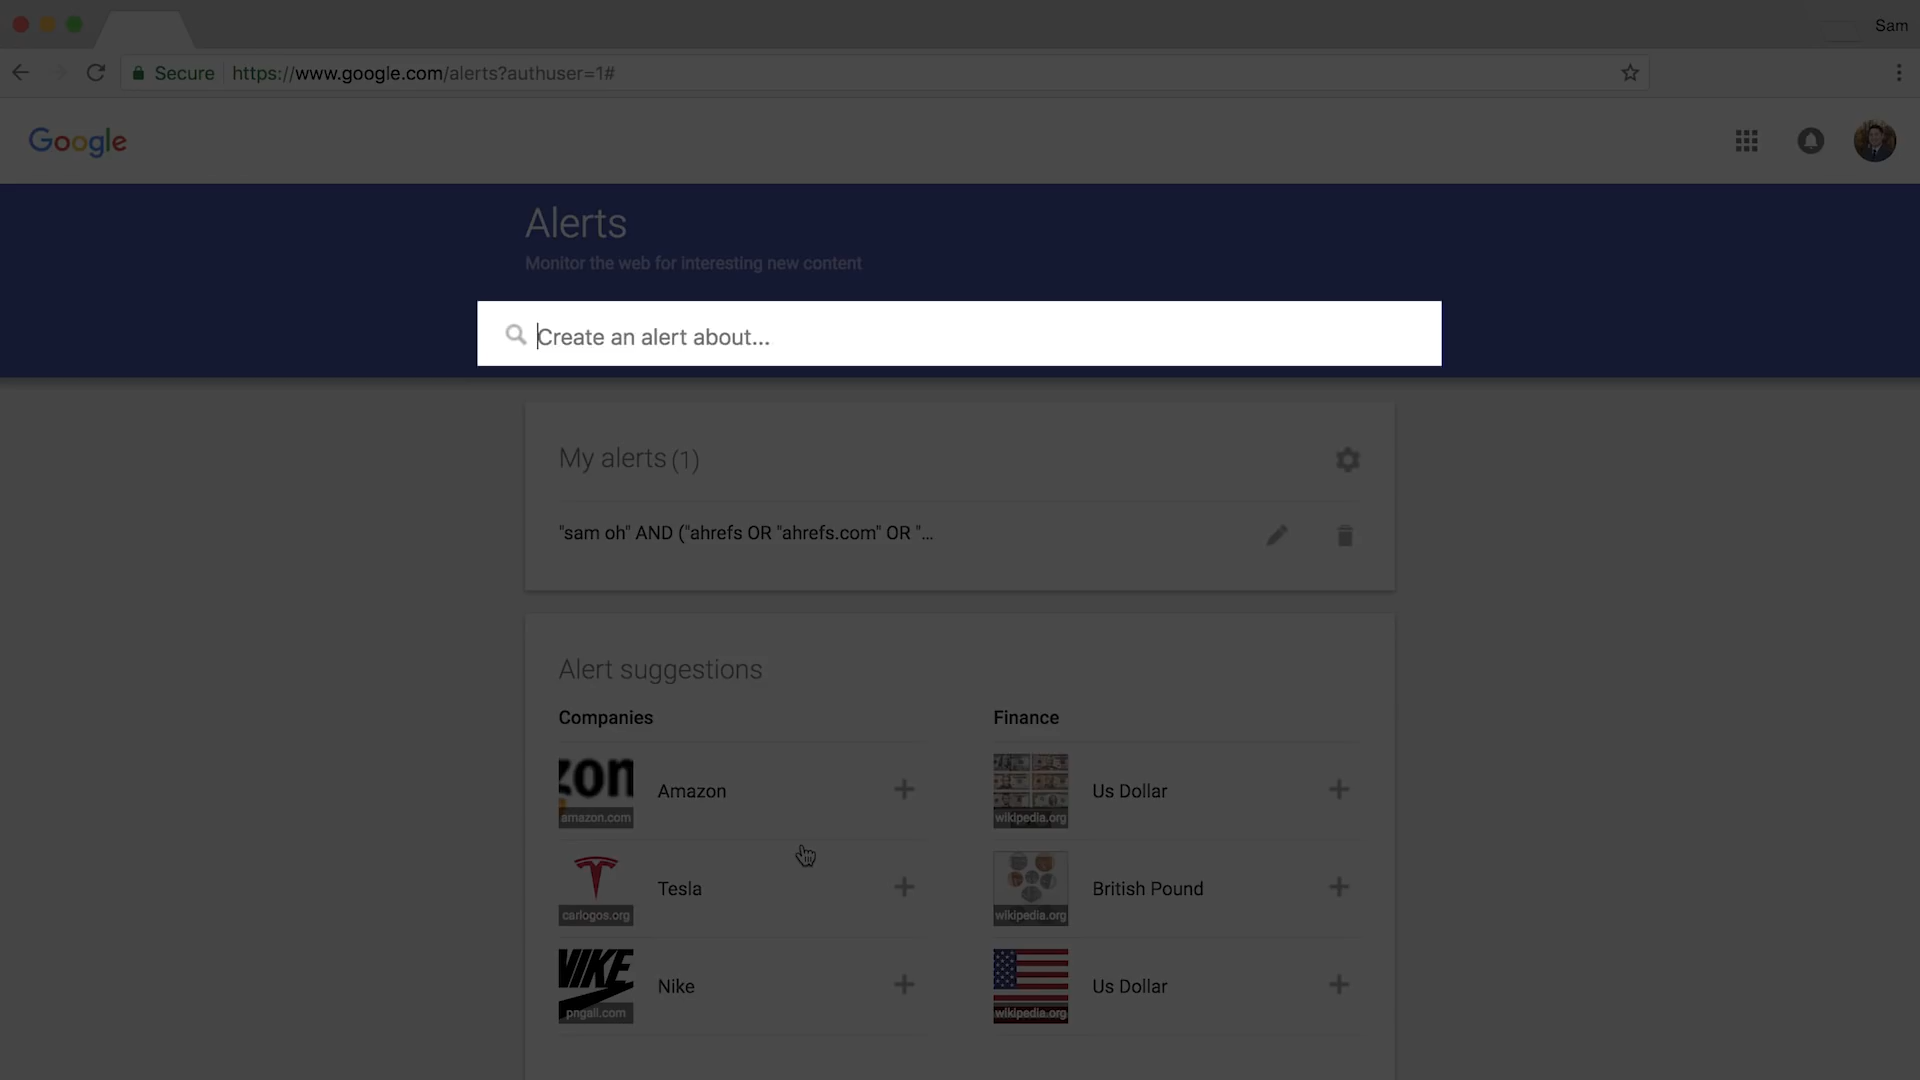 Sam
Secure https://www.google.com/alerts?authuser=1#
Google
Alerts
Monitor the web for interesting new content
Create an alert about...
My alerts (1)
"sam oh" AND ("ahrefs OR "ahrefs.com" OR "...
Alert suggestions
Companies
Finance
zon
amazon.com
Amazon
wikipedia.org
Us Dollar
carlogos.org
Tesla
wikipedia.org
British Pound
NIKE
pngall.com
Nike
wikipedia.org
Us Dollar